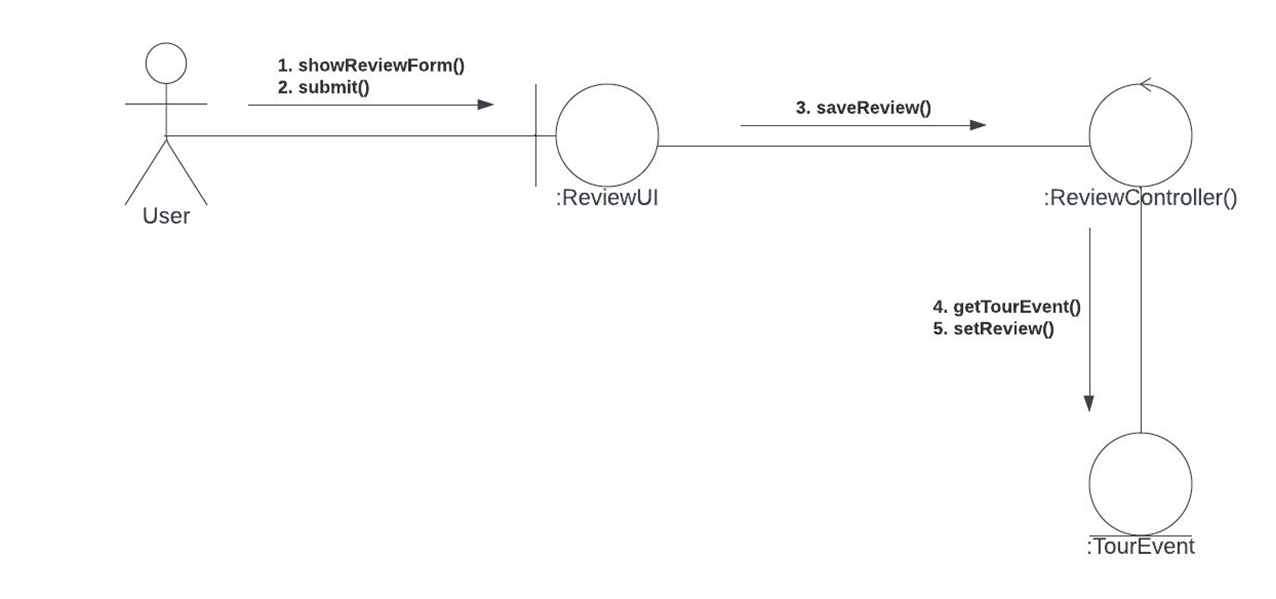 1. showReviewForm()
2. submit()
3. saveReview()
:ReviewUI
:ReviewController()
User
4. getTourEvent()
5. setReview()
:TourEvent